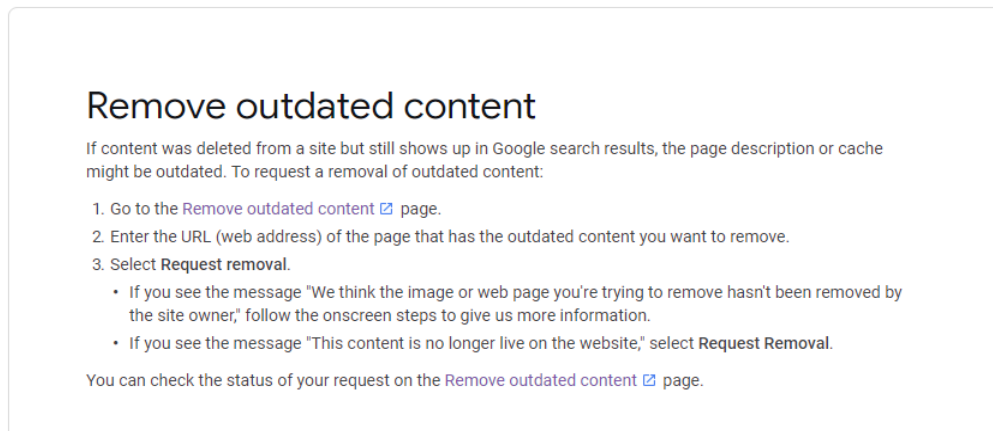 Remove outdated content
If content was deleted from a site but still shows up in Google search results, the page description or cache
might be outdated. To request a removal of outdated content:
1. Go to the Remove outdated content page.
2. Enter the URL (web address) of the page that has the outdated content you want to remove.
3. Select Request removal.
• If you see the message "We think the image or web page you're trying to remove hasn't been removed by
the site owner," follow the onscreen steps to give us more information.
• If you see the message "This content is no longer live on the website," select Request Removal.
You can check the status of your request on the Remove outdated content page.